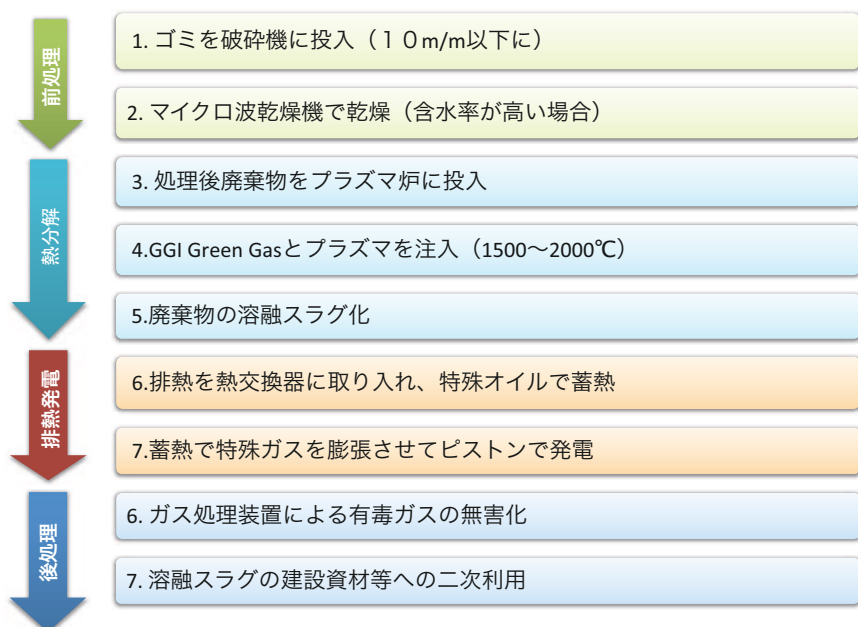 前処理
1. ゴミを破砕機に投入（１０m/m以下に）
2. マイクロ波乾燥機で乾燥（含水率が高い場合）
熱分解
3. 処理後廃棄物をプラズマ炉に投入
4.GGI Green Gasとプラズマを注入（1500〜2000℃）
5.廃棄物の溶融スラグ化
排熱発電
6.排熱を熱交換器に取り入れ、特殊オイルで蓄熱
7.蓄熱で特殊ガスを膨張させてピストンで発電
後処理
6. ガス処理装置による有毒ガスの無害化
7. 溶融スラグの建設資材等への二次利用